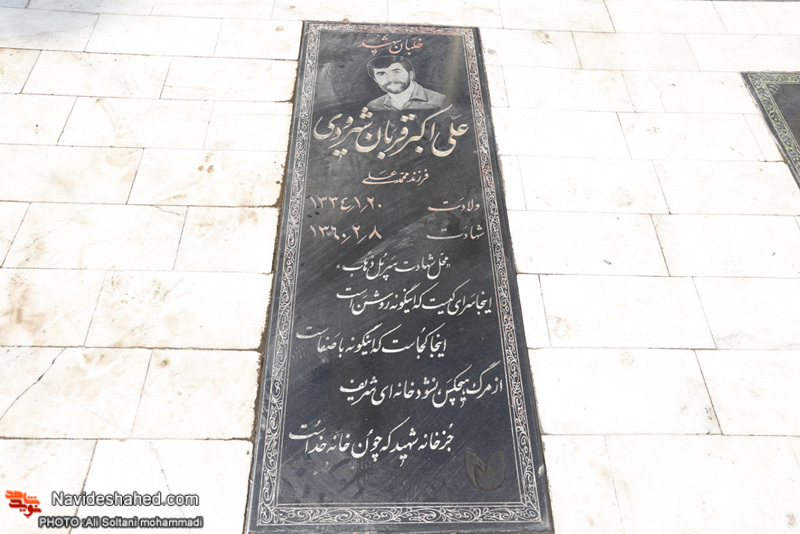 خلبان شهید
علی اکبر قربان شیرودی
فرزند محمدعلی
ولادت ۱۳۳۴٫۱٫۲۰
شهادت ۱۳۶۰٫۲٫۸
«محل شهادت سرپل ذهاب»
اینجا سرای کیست که اینگونه روشن است
اینجا کجاست که اینگونه با صفاست
از مرگ هیچکس نشود خانه ای شریف
جز خانه شهید که چون خانه خداست
Navideshahed.com
PHOTO :Ali Soltani mohammadi